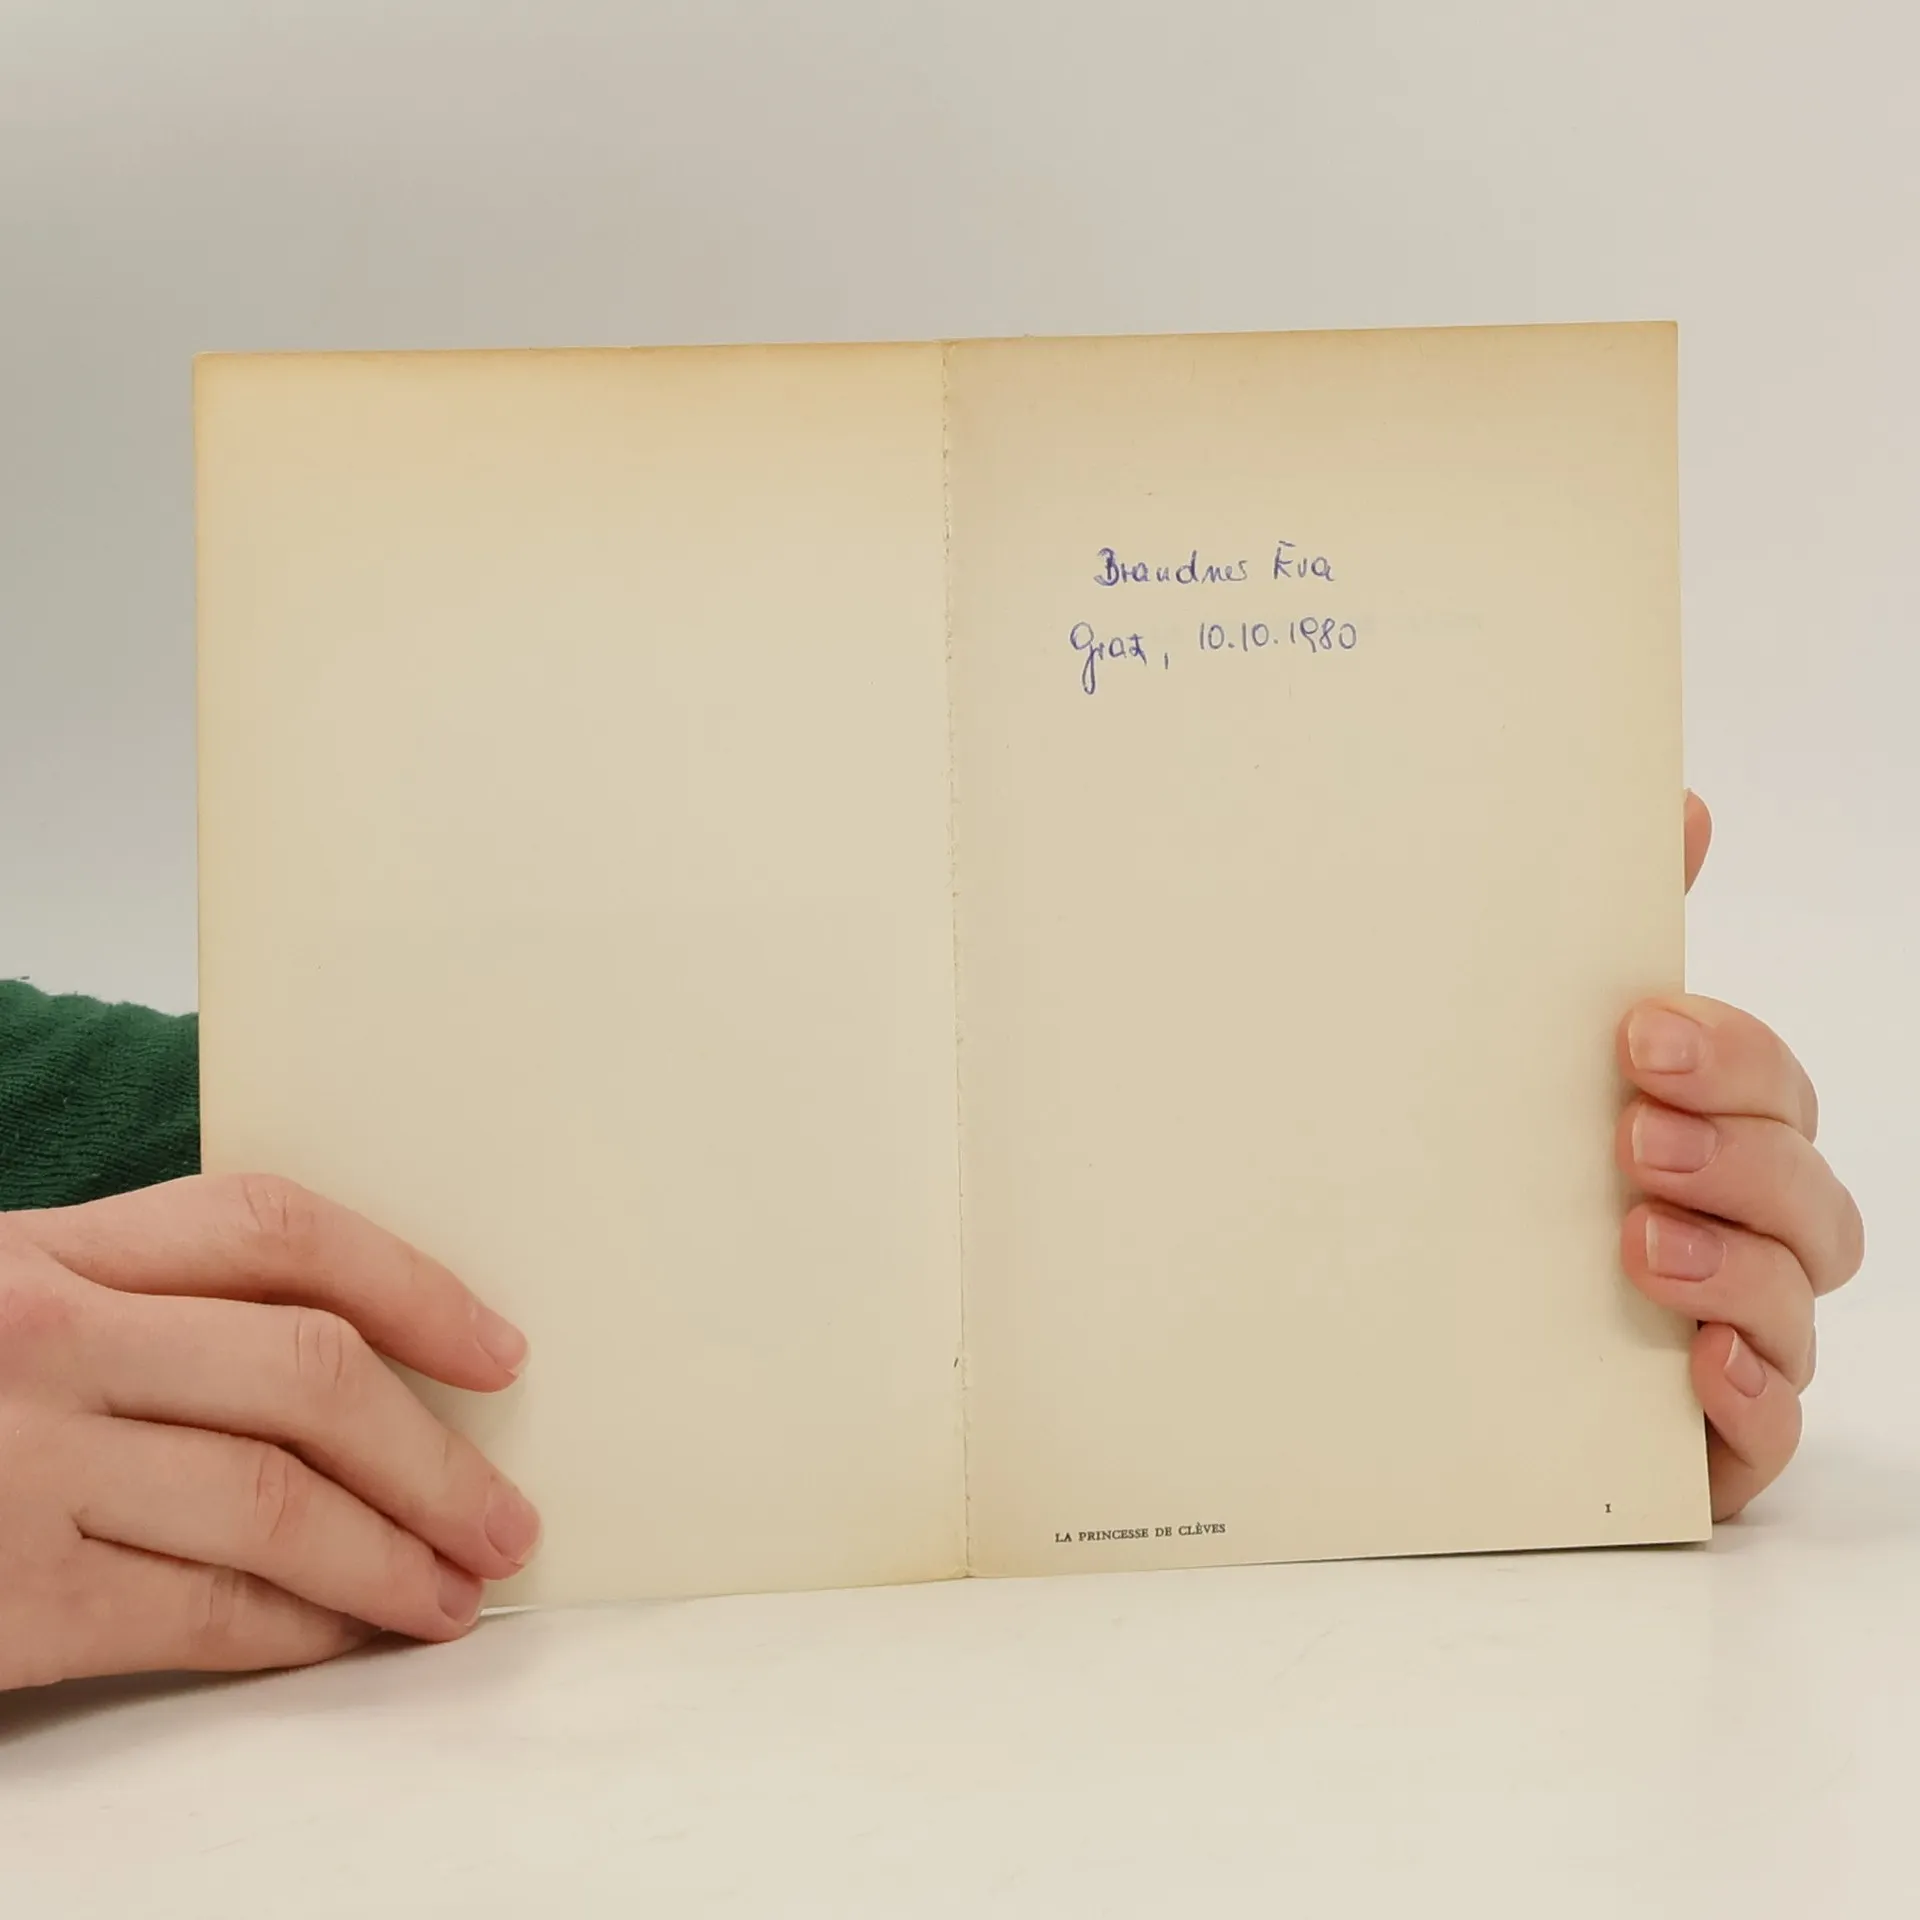 Brandner Eva
Graz, 10.10.1980
LA PRINCESSE DE CLÈVES
1